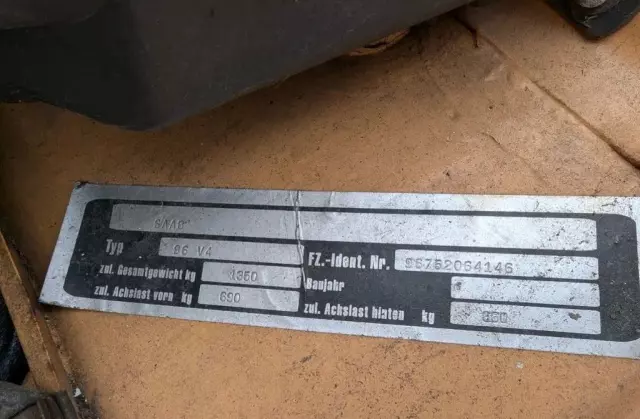 SAAB
Typ 96 V4 FZ.-Ident. Nr. 96752064146
zul. Gesamtgewicht kg 1350 Baujahr
zul. Achslast vorn kg 690 zul. Achslast hinten kg 660